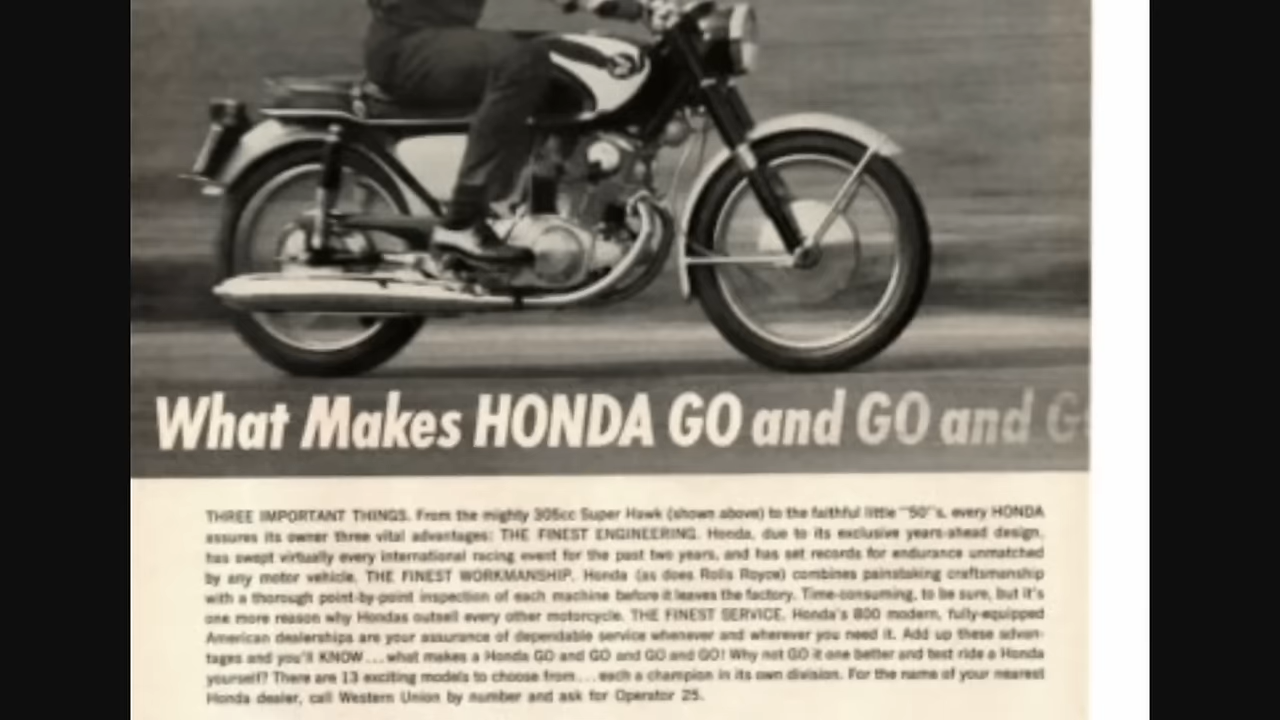 What Makes HONDA GO and GO and G
THREE IMPORTANT THINGS. From the mighty 305cc Super Hawk (shown above) to the faithful little "50"s, every HONDA
assures its owner three vital advantages: THE FINEST ENGINEERING. Honda, due to its exclusive years-ahead design,
has swept virtually every international racing event for the past two years, and has set records for endurance unmatched
by any motor vehicle. THE FINEST WORKMANSHIP. Honda (as does Rolls Royce) combines painstaking craftsmanship
with a thorough point-by-point inspection of each machine before it leaves the factory. Time-consuming, to be sure, but it's
one more reason why Hondas outsell every other motorcycle. THE FINEST SERVICE. Honda's 800 modern, fully-equipped
American dealerships are your assurance of dependable service whenever and wherever you need it. Add up these advan-
tages and you'll KNOW...what makes a Honda GO and GO and GO and GO! Why not GO it one better and test ride a Honda
yourself? There are 13 exciting models to choose from...each a champion in its own division. For the name of your nearest
Honda dealer, call Western Union by number and ask for Operator 25.